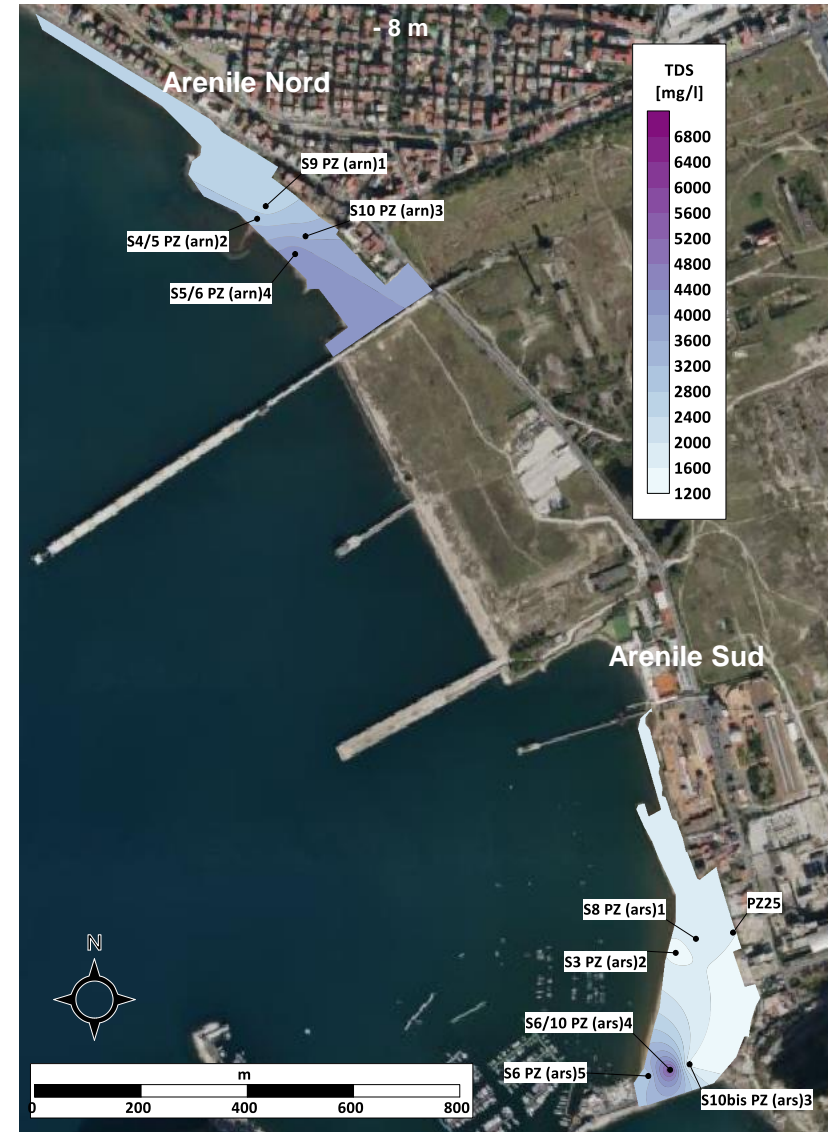 - 8 m
Arenile Nord
TDS
[mg/l]
6800
6400
6000
5600
5200
4800
4400
4000
3600
3200
2800
2400
2000
1600
1200
S9 PZ (arn)1
S10 PZ (arn)3
S4/5 PZ (arn)2
S5/6 PZ (arn)4
Arenile Sud
S8 PZ (ars)1
PZ25
S3 PZ (ars)2
S6/10 PZ (ars)4
S6 PZ (ars)5
S10bis PZ (ars)3
N
m
0 200 400 600 800